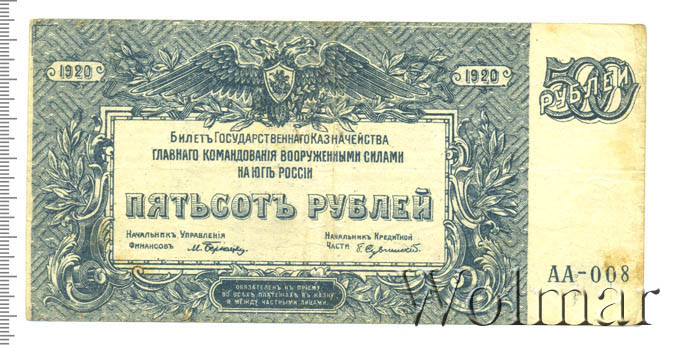 1920
1920
500
РУБЛЕЙ
БИЛЕТЪ ГОСУДАРСТВЕННАГО КАЗНАЧЕЙСТВА
ГЛАВНАГО КОМАНДОВАНІЯ ВООРУЖЕННЫМИ СИЛАМИ
НА ЮГѢ РОССІИ
ПЯТЬСОТЪ РУБЛЕЙ
НАЧАЛЬНИКЪ УПРАВЛЕНІЯ
ФИНАНСОВЪ
НАЧАЛЬНИКЪ КРЕДИТНОЙ
ЧАСТИ
АА-008
ОБЯЗАТЕЛЕНЪ КЪ ПРІЕМУ
ВО ВСѢХЪ ПЛАТЕЖАХЪ ВЪ КАЗНУ
И МЕЖДУ ЧАСТНЫМИ ЛИЦАМИ.
Wolmar